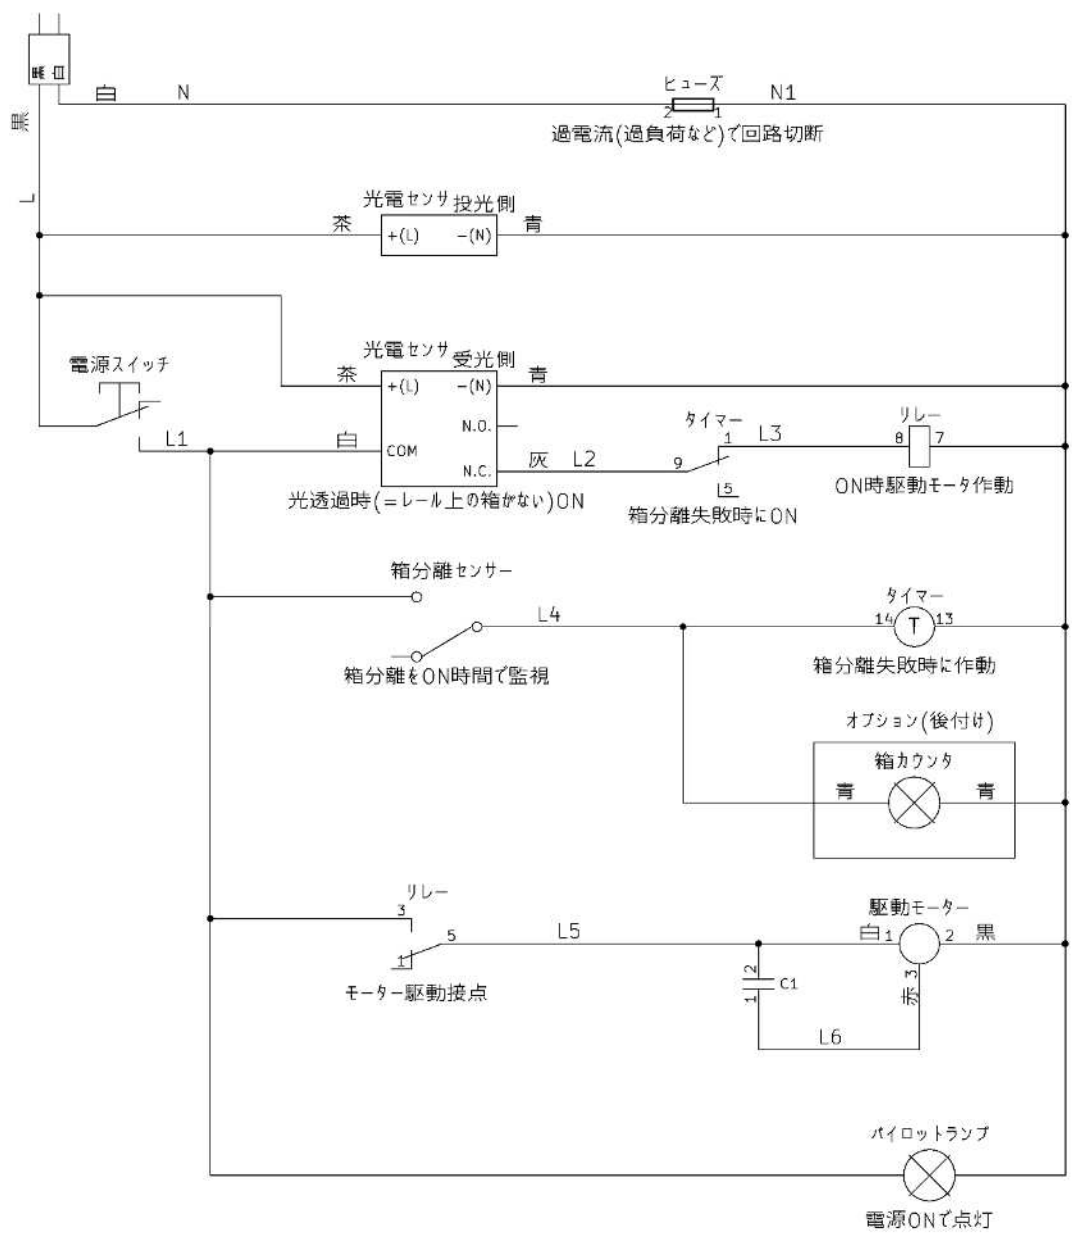 黒 白
白 N
ヒューズ
2 1
N1
過電流(過負荷など)で回路切断
黒
L
光電センサ 投光側
茶
+(L) -(N)
青
電源スイッチ
光電センサ 受光側
茶
+(L) -(N)
青
N.O.
L1
白
COM
N.C.
灰 L2
光透過時(=レール上の箱がない)ON
タイマー
9
1
L3
5
箱分離失敗時にON
リレー
8 7
ON時駆動モータ作動
箱分離センサー
L4
箱分離をON時間で監視
タイマー
14 T 13
箱分離失敗時に作動
オプション(後付け)
箱カウンタ
青 青
リレー
3
5
1
L5
モーター駆動接点
駆動モーター
白 1 2 黒
3
赤
2
C1
1
L6
パイロットランプ
電源ONで点灯